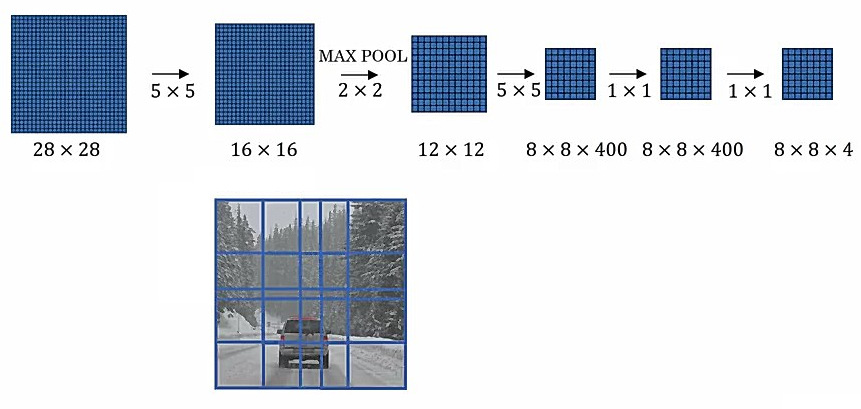 MAX POOL
5 × 5
2 × 2
5 × 5
1 × 1
1 × 1
28 × 28
16 × 16
12 × 12
8 × 8 × 400
8 × 8 × 400
8 × 8 × 4